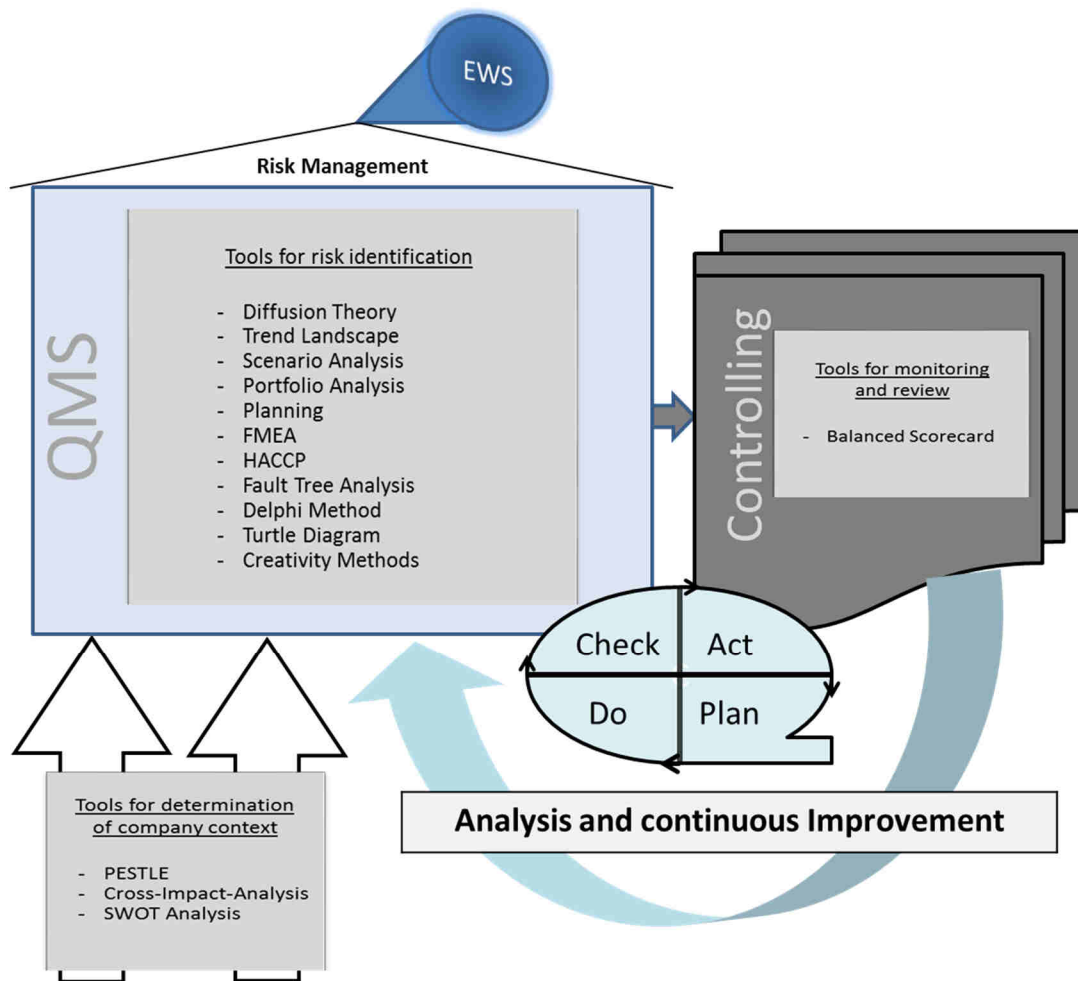 EWS
Risk Management
QMS
Tools for risk identification
- Diffusion Theory
- Trend Landscape
- Scenario Analysis
- Portfolio Analysis
- Planning
- FMEA
- HACCP
- Fault Tree Analysis
- Delphi Method
- Turtle Diagram
- Creativity Methods
Controlling
Tools for monitoring
and review
- Balanced Scorecard
Check
Act
Do
Plan
Analysis and continuous Improvement
Tools for determination
of company context
- PESTLE
- Cross-Impact-Analysis
- SWOT Analysis